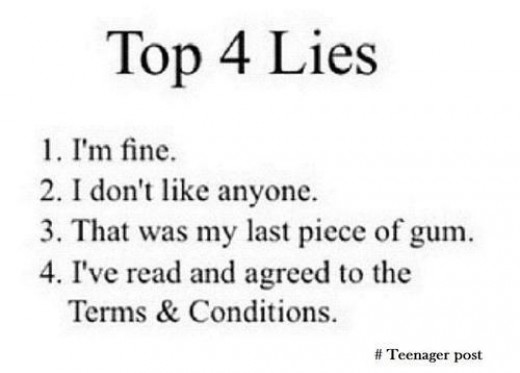 Top 4 Lies
1. I'm fine.
2. I don't like anyone.
3. That was my last piece of gum.
4. I've read and agreed to the
Terms & Conditions.
# Teenager post